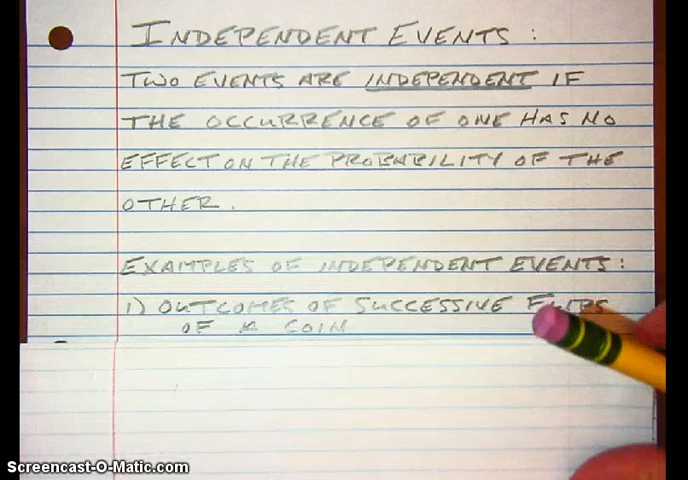 INDEPENDENT EVENTS:
TWO EVENTS ARE INDEPENDENT IF
THE OCCURRENCE OF ONE HAS NO
EFFECT ON THE PROBABILITY OF THE
OTHER.
EXAMPLES OF INDEPENDENT EVENTS:
1) OUTCOMES OF SUCCESSIVE FLIPS
OF A COIN
Screencast-O-Matic.com